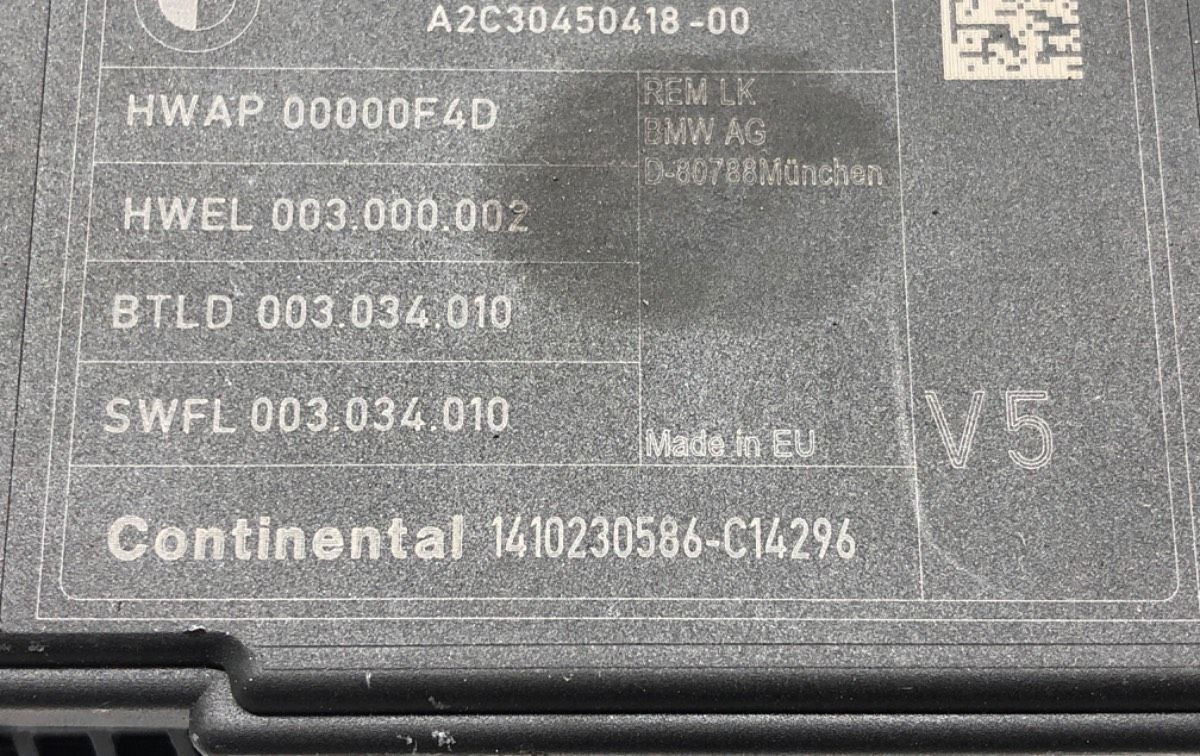 A2C30450418-00
HWAP 00000F4D
REM LK
BMW AG
D-80788München
HWEL 003.000.002
BTLD 003.034.010
SWFL 003.034.010
Made in EU
V5
Continental 1410230586-C14296